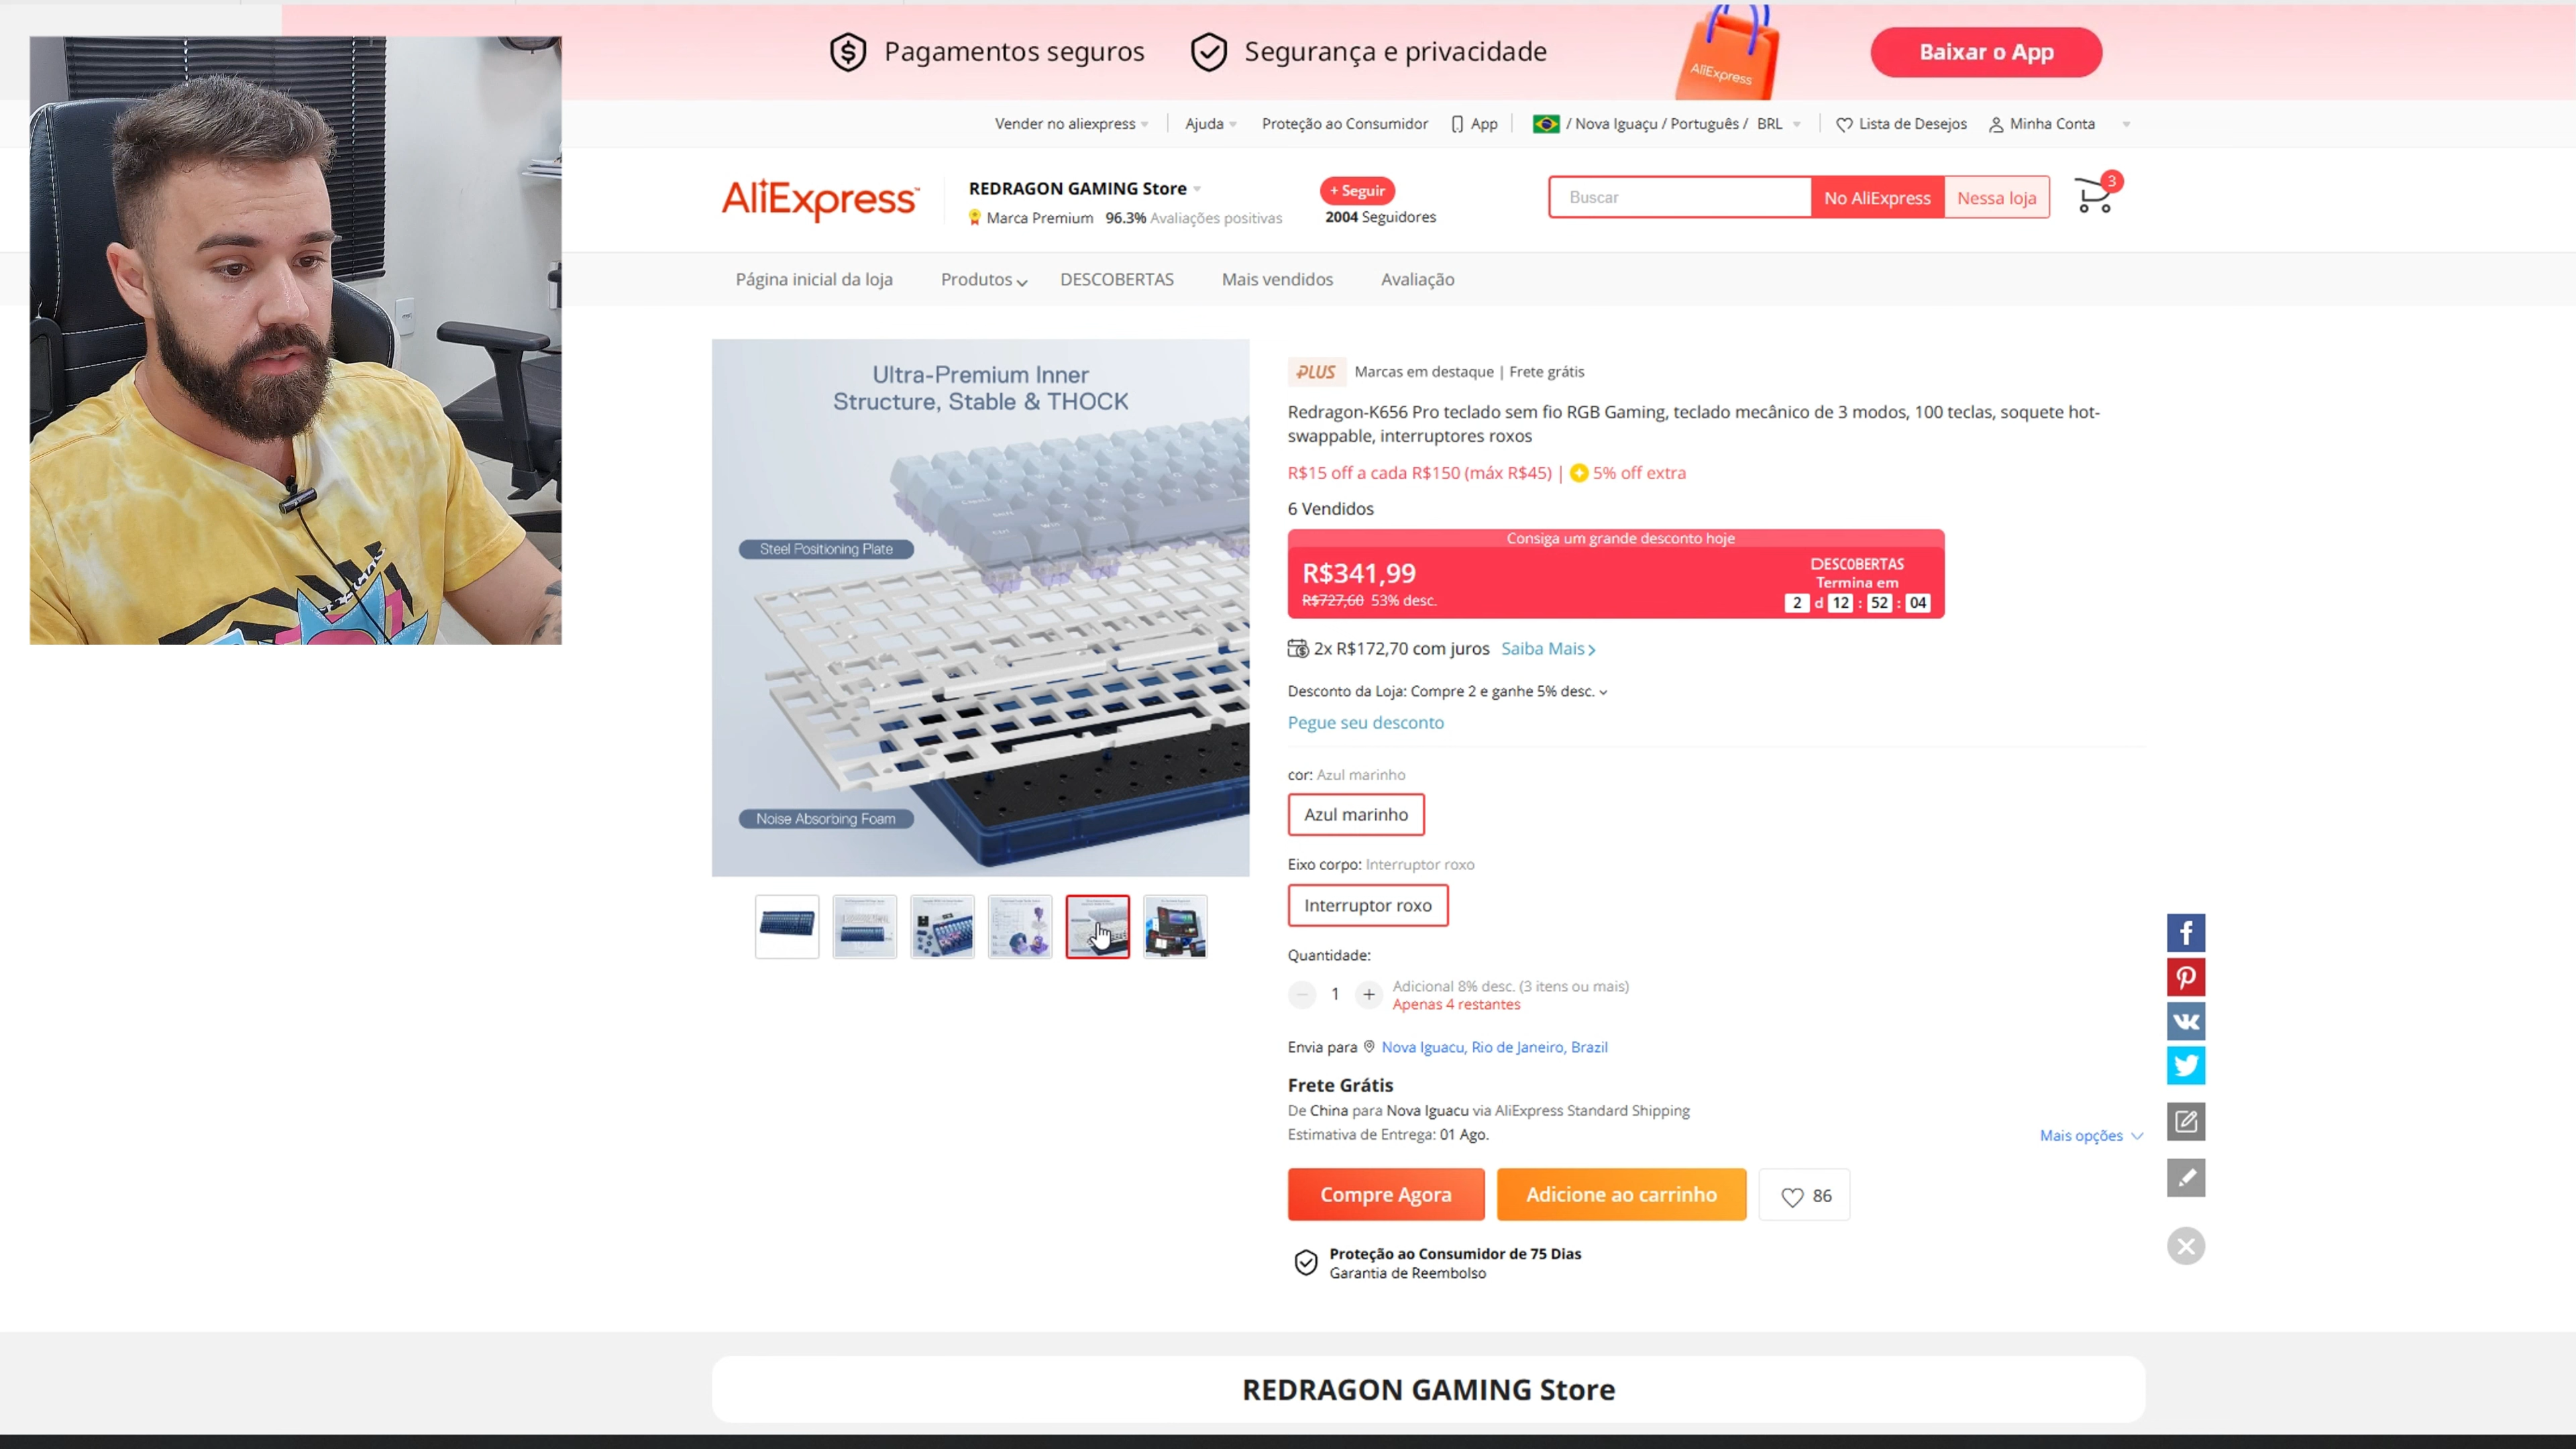 Pagamentos seguros
Segurança e privacidade
AliExpress
Baixar o App
Vender no aliexpress
Ajuda
Proteção ao Consumidor
App
/ Nova Iguaçu / Português / BRL
Lista de Desejos
Minha Conta
AliExpress
REDRAGON GAMING Store
Marca Premium 96.3% Avaliações positivas
+ Seguir
2004 Seguidores
Buscar
No AliExpress
Nessa loja
3
Página inicial da loja
Produtos
DESCOBERTAS
Mais vendidos
Avaliação
Ultra-Premium Inner
Structure, Stable & THOCK
Steel Positioning Plate
Noise Absorbing Foam
PLUS Marcas em destaque | Frete grátis
Redragon-K656 Pro teclado sem fio RGB Gaming, teclado mecânico de 3 modos, 100 teclas, soquete hot-
swappable, interruptores roxos
R$15 off a cada R$150 (máx R$45) | 5% off extra
6 Vendidos
Consiga um grande desconto hoje
R$341,99
R$727,60 53% desc.
DESCOBERTAS
Termina em
2 d 12 : 52 : 04
2x R$172,70 com juros Saiba Mais
Desconto da Loja: Compre 2 e ganhe 5% desc.
Pegue seu desconto
cor: Azul marinho
Azul marinho
Eixo corpo: Interruptor roxo
Interruptor roxo
Quantidade:
1
Adicional 8% desc. (3 itens ou mais)
Apenas 4 restantes
Envia para Nova Iguacu, Rio de Janeiro, Brazil
Frete Grátis
De China para Nova Iguacu via AliExpress Standard Shipping
Estimativa de Entrega: 01 Ago.
Mais opções
Compre Agora
Adicione ao carrinho
86
Proteção ao Consumidor de 75 Dias
Garantia de Reembolso
REDRAGON GAMING Store